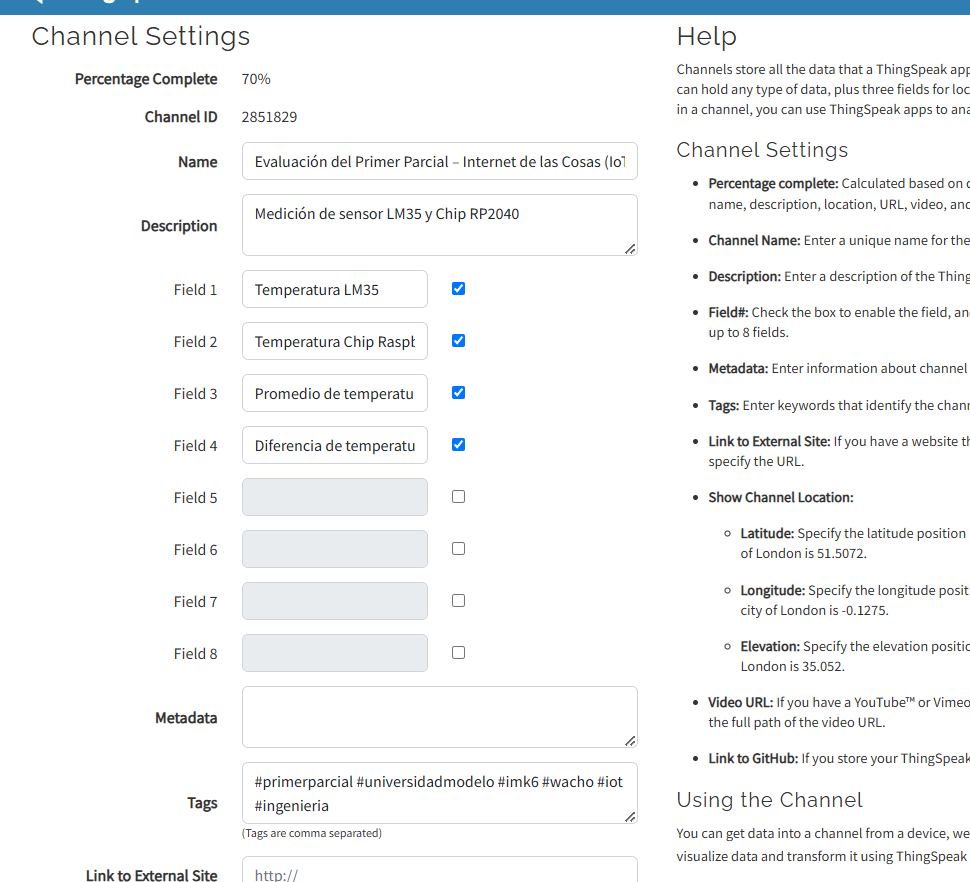 Channel Settings
Percentage Complete 70%
Channel ID 2851829
Name Evaluación del Primer Parcial – Internet de las Cosas (IoT
Description Medición de sensor LM35 y Chip RP2040
Field 1 Temperatura LM35
Field 2 Temperatura Chip Raspb
Field 3 Promedio de temperatu
Field 4 Diferencia de temperatu
Field 5
Field 6
Field 7
Field 8
Metadata
Tags #primerparcial #universidadmodelo #imk6 #wacho #iot
#ingenieria
(Tags are comma separated)
Link to External Site http://
Help
Channels store all the data that a ThingSpeak app
can hold any type of data, plus three fields for loc
in a channel, you can use ThingSpeak apps to ana
Channel Settings
• Percentage complete: Calculated based on
name, description, location, URL, video, and
• Channel Name: Enter a unique name for the
• Description: Enter a description of the Thing
• Field#: Check the box to enable the field, an
up to 8 fields.
• Metadata: Enter information about channel
• Tags: Enter keywords that identify the chann
• Link to External Site: If you have a website th
specify the URL.
• Show Channel Location:
Latitude: Specify the latitude position
of London is 51.5072.
Longitude: Specify the longitude posit
city of London is -0.1275.
Elevation: Specify the elevation positio
London is 35.052.
• Video URL: If you have a YouTube™ or Vimeo
the full path of the video URL.
• Link to GitHub: If you store your ThingSpeak
Using the Channel
You can get data into a channel from a device, we
visualize data and transform it using ThingSpeak